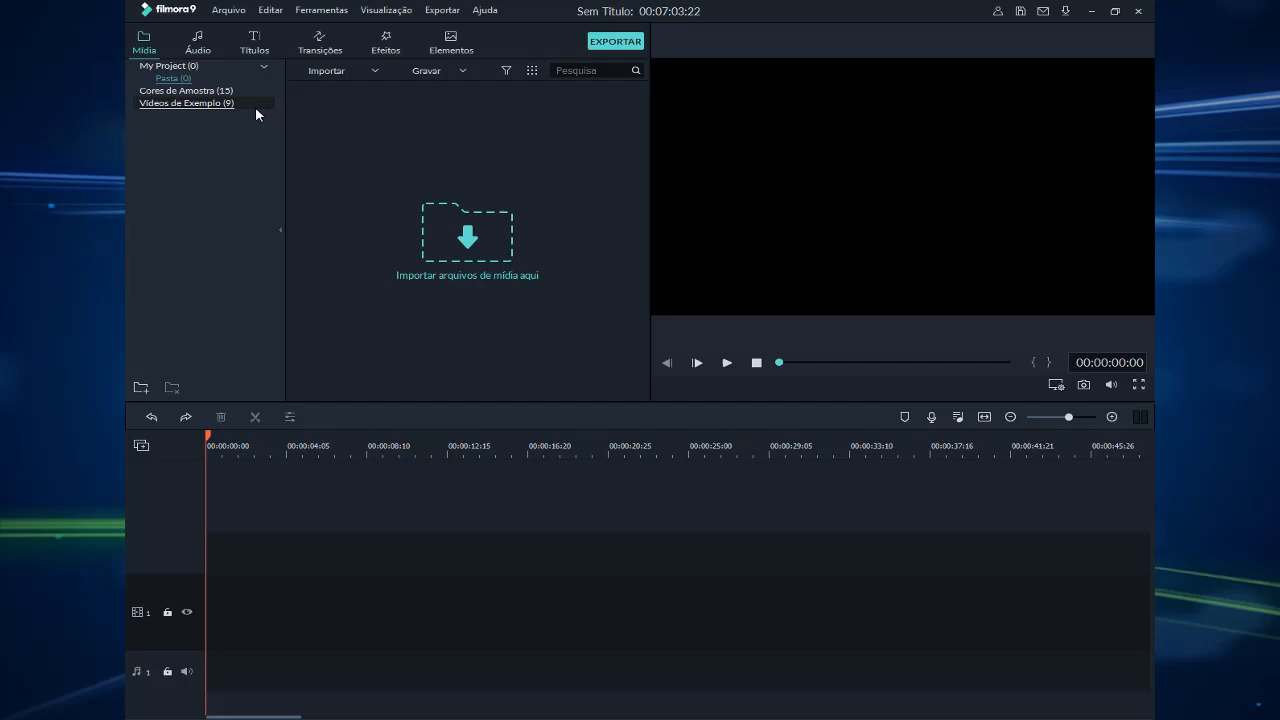 filmora 9 Arquivo Editar Ferramentas Visualização Exportar Ajuda Sem Título: 00:07:03:22
Mídia Áudio Títulos Transições Efeitos Elementos EXPORTAR
My Project (0)
Pasta (0)
Cores de Amostra (15)
Vídeos de Exemplo (9)
Importar Gravar Pesquisa
Importar arquivos de mídia aqui
{ } 00:00:00:00
00:00:00:00 00:00:04:05 00:00:08:10 00:00:12:15 00:00:16:20 00:00:20:25 00:00:25:00 00:00:29:05 00:00:33:10 00:00:37:16 00:00:41:21 00:00:45:26
1
1